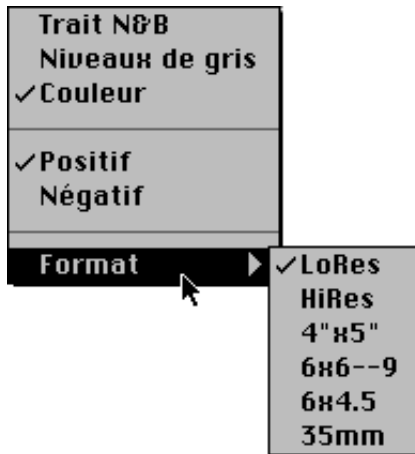 Trait N&B
Niveaux de gris
✓Couleur
✓Positif
Négatif
Format
✓LoRes
HiRes
4"x5"
6x6--9
6x4.5
35mm